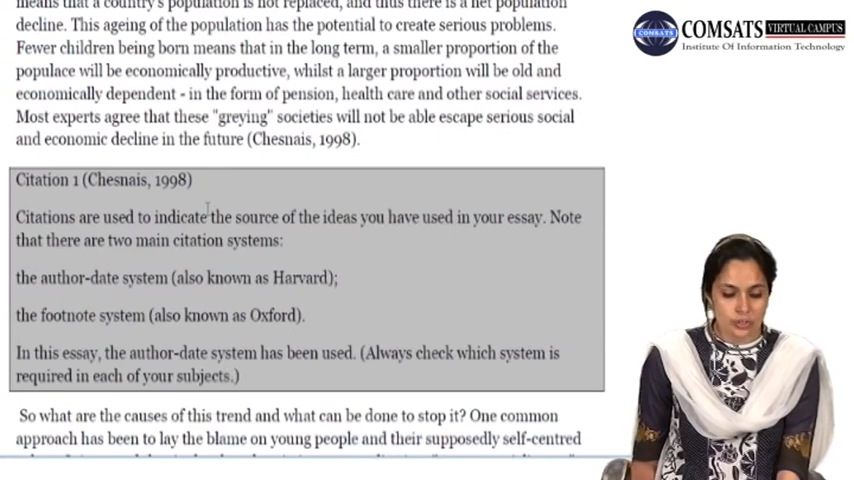 means that a country's population is not replaced, and thus there is a net population
decline. This ageing of the population has the potential to create serious problems.
Fewer children being born means that in the long term, a smaller proportion of the
populace will be economically productive, whilst a larger proportion will be old and
economically dependent - in the form of pension, health care and other social services.
Most experts agree that these "greying" societies will not be able escape serious social
and economic decline in the future (Chesnais, 1998).
Citation 1 (Chesnais, 1998)
Citations are used to indicate the source of the ideas you have used in your essay. Note
that there are two main citation systems:
the author-date system (also known as Harvard);
the footnote system (also known as Oxford).
In this essay, the author-date system has been used. (Always check which system is
required in each of your subjects.)
So what are the causes of this trend and what can be done to stop it? One common
approach has been to lay the blame on young people and their supposedly self-centred
COMSATS
COMSATS VIRTUAL CAMPUS
Institute Of Information Technology